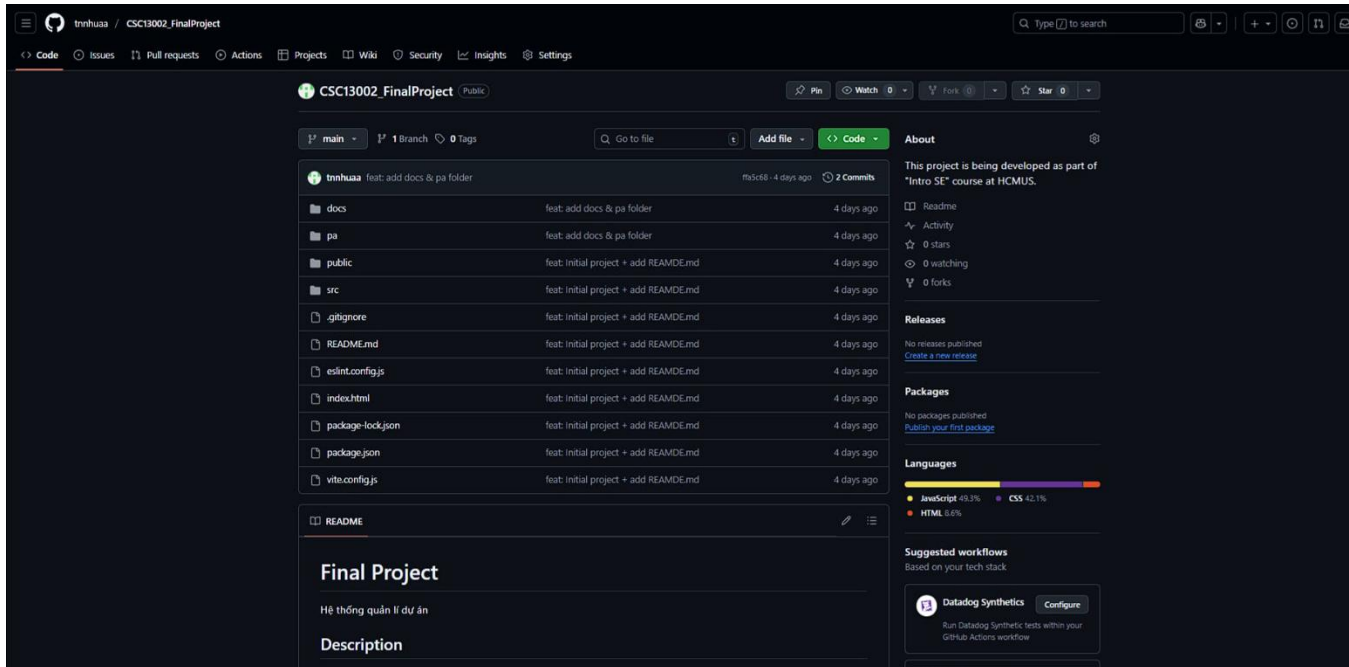 tnnhuaa / CSC13002_FinalProject
Type / to search
Code Issues Pull requests Actions Projects Wiki Security Insights Settings
CSC13002_FinalProject Public
Pin Watch 0 Fork 0 Star 0
main 1 Branch 0 Tags
Go to file t Add file Code
tnnhuaa feat: add docs & pa folder ffa5c68 · 4 days ago 2 Commits
docs feat: add docs & pa folder 4 days ago
pa feat: add docs & pa folder 4 days ago
public feat: Initial project + add REAMDE.md 4 days ago
src feat: Initial project + add REAMDE.md 4 days ago
.gitignore feat: Initial project + add REAMDE.md 4 days ago
README.md feat: Initial project + add REAMDE.md 4 days ago
eslint.config.js feat: Initial project + add REAMDE.md 4 days ago
index.html feat: Initial project + add REAMDE.md 4 days ago
package-lock.json feat: Initial project + add REAMDE.md 4 days ago
package.json feat: Initial project + add REAMDE.md 4 days ago
vite.config.js feat: Initial project + add REAMDE.md 4 days ago
README
Final Project
Hệ thống quản lí dự án
Description
About
This project is being developed as part of
"Intro SE" course at HCMUS.
Readme
Activity
0 stars
0 watching
0 forks
Releases
No releases published
Create a new release
Packages
No packages published
Publish your first package
Languages
JavaScript 49.3% CSS 42.1%
HTML 8.6%
Suggested workflows
Based on your tech stack
Datadog Synthetics Configure
Run Datadog Synthetic tests within your
GitHub Actions workflow